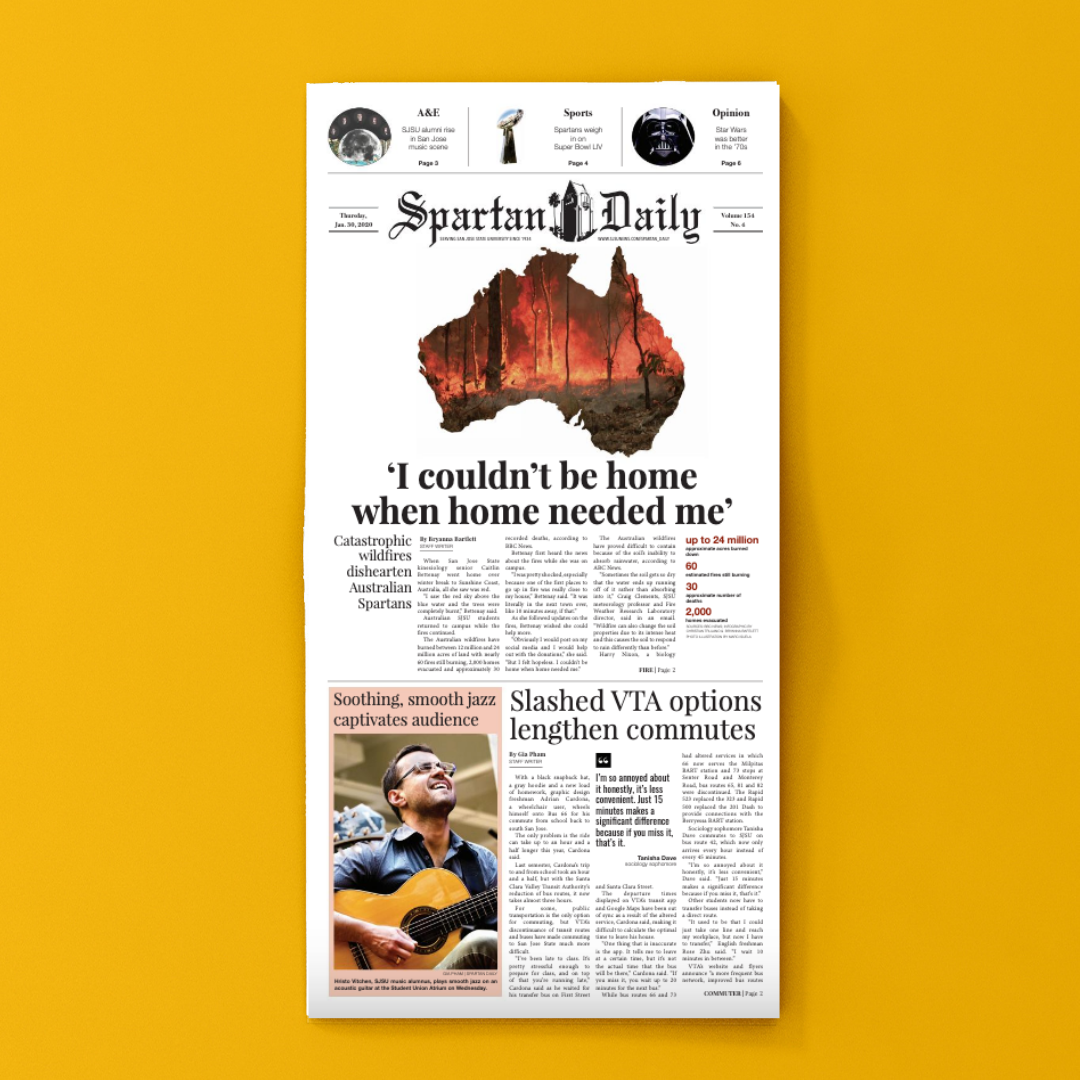 A&E
SJSU alumni rise
in San Jose
music scene
Page 3
Sports
Spartans weigh
in on
Super Bowl LIV
Page 4
Opinion
Star Wars
was better
in the '70s
Page 6
Thursday,
Jan. 30, 2020
Spartan Daily
Volume 154
No. 4
SERVING SAN JOSE STATE UNIVERSITY SINCE 1934
WWW.SJSUNEWS.COM/SPARTAN_DAILY
‘I couldn’t be home
when home needed me’
Catastrophic
wildfires
dishearten
Australian
Spartans
By Bryanna Bartlett
STAFF WRITER
When San Jose State
kinesiology senior Caitlin
Bettenay went home over
winter break to Sunshine Coast,
Australia, all she saw was red.
“I saw the red sky above the
blue water and the trees were
completely burnt,” Bettenay said.
Australian SJSU students
returned to campus while the
fires continued.
The Australian wildfires have
burned between 12 million and 24
million acres of land with nearly
60 fires still burning, 2,000 homes
evacuated and approximately 30
recorded deaths, according to
BBC News.
Bettenay first heard the news
about the fires while she was on
campus.
“I was pretty shocked, especially
because one of the first places to
go up in fire was really close to
my house,” Bettenay said. “It was
literally in the next town over,
like 10 minutes away, if that.”
As she followed updates on the
fires, Bettenay wished she could
help more.
“Obviously I would post on my
social media and I would help
out with the donations,” she said.
“But I felt hopeless. I couldn’t be
home when home needed me.”
The Australian wildfires
have proved difficult to contain
because of the soil’s inability to
absorb rainwater, according to
ABC News.
“Sometimes the soil gets so dry
that the water ends up running
off of it rather than absorbing
into it,” Craig Clements, SJSU
meteorology professor and Fire
Weather Research Laboratory
director, said in an email.
“Wildfire can also change the soil
properties due to its intense heat
and this causes the soil to respond
to rain differently than before.”
Harry Nixon, a biology
FIRE | Page 2
up to 24 million
approximate acres burned
down
60
estimated fires still burning
30
approximate number of
deaths
2,000
homes evacuated
Soothing, smooth jazz
captivates audience
GIA PHAM | SPARTAN DAILY
Hristo Vitchev, SJSU music alumnus, plays smooth jazz on an
acoustic guitar at the Student Union Atrium on Wednesday.
Slashed VTA options
lengthen commutes
By Gia Pham
STAFF WRITER
With a black snapback hat,
a gray hoodie and a new load
of homework, graphic design
freshman Adrian Cardona,
a wheelchair user, wheels
himself onto Bus 66 for his
commute from school back to
south San Jose.
The only problem is the ride
can take up to an hour and a
half longer this year, Cardona
said.
Last semester, Cardona’s trip
to and from school took an hour
and a half, but with the Santa
Clara Valley Transit Authority’s
reduction of bus routes, it now
takes almost three hours.
For some, public
transportation is the only option
for commuting, but VTA’s
discontinuance of transit routes
and buses have made commuting
to San Jose State much more
difficult.
“I’ve been late to class. It’s
pretty stressful enough to
prepare for class, and on top
of that you’re running late,”
Cardona said as he waited for
his transfer bus on First Street
“
I’m so annoyed about
it honestly, it’s less
convenient. Just 15
minutes makes a
significant difference
because if you miss it,
that’s it.
Tanisha Dave
sociology sophomore
and Santa Clara Street.
The departure times
displayed on VTA’s transit app
and Google Maps have been out
of sync as a result of the altered
service, Cardona said, making it
difficult to calculate the optimal
time to leave his house.
“One thing that is inaccurate
is the app. It tells me to leave
at a certain time, but it’s not
the actual time that the bus
will be there,” Cardona said. “If
you miss it, you wait up to 20
minutes for the next bus.”
While bus routes 66 and 73
had altered services in which
66 now serves the Milpitas
BART station and 73 stops at
Senter Road and Monterey
Road, bus routes 65, 81 and 82
were discontinued. The Rapid
523 replaced the 323 and Rapid
500 replaced the 201 Dash to
provide connections with the
Berryessa BART station.
Sociology sophomore Tanisha
Dave commutes to SJSU on
bus route 42, which now only
arrives every hour instead of
every 45 minutes.
“I’m so annoyed about it
honestly, it’s less convenient,”
Dave said. “Just 15 minutes
makes a significant difference
because if you miss it, that’s it.”
Other students now have to
transfer buses instead of taking
a direct route.
“It used to be that I could
just take one line and reach
my workplace, but now I have
to transfer,” English freshman
Rose Zhu said. “I wait 10
minutes in between.”
VTA’s website and flyers
announce “a more frequent bus
network, improved bus routes
COMMUTER | Page 2